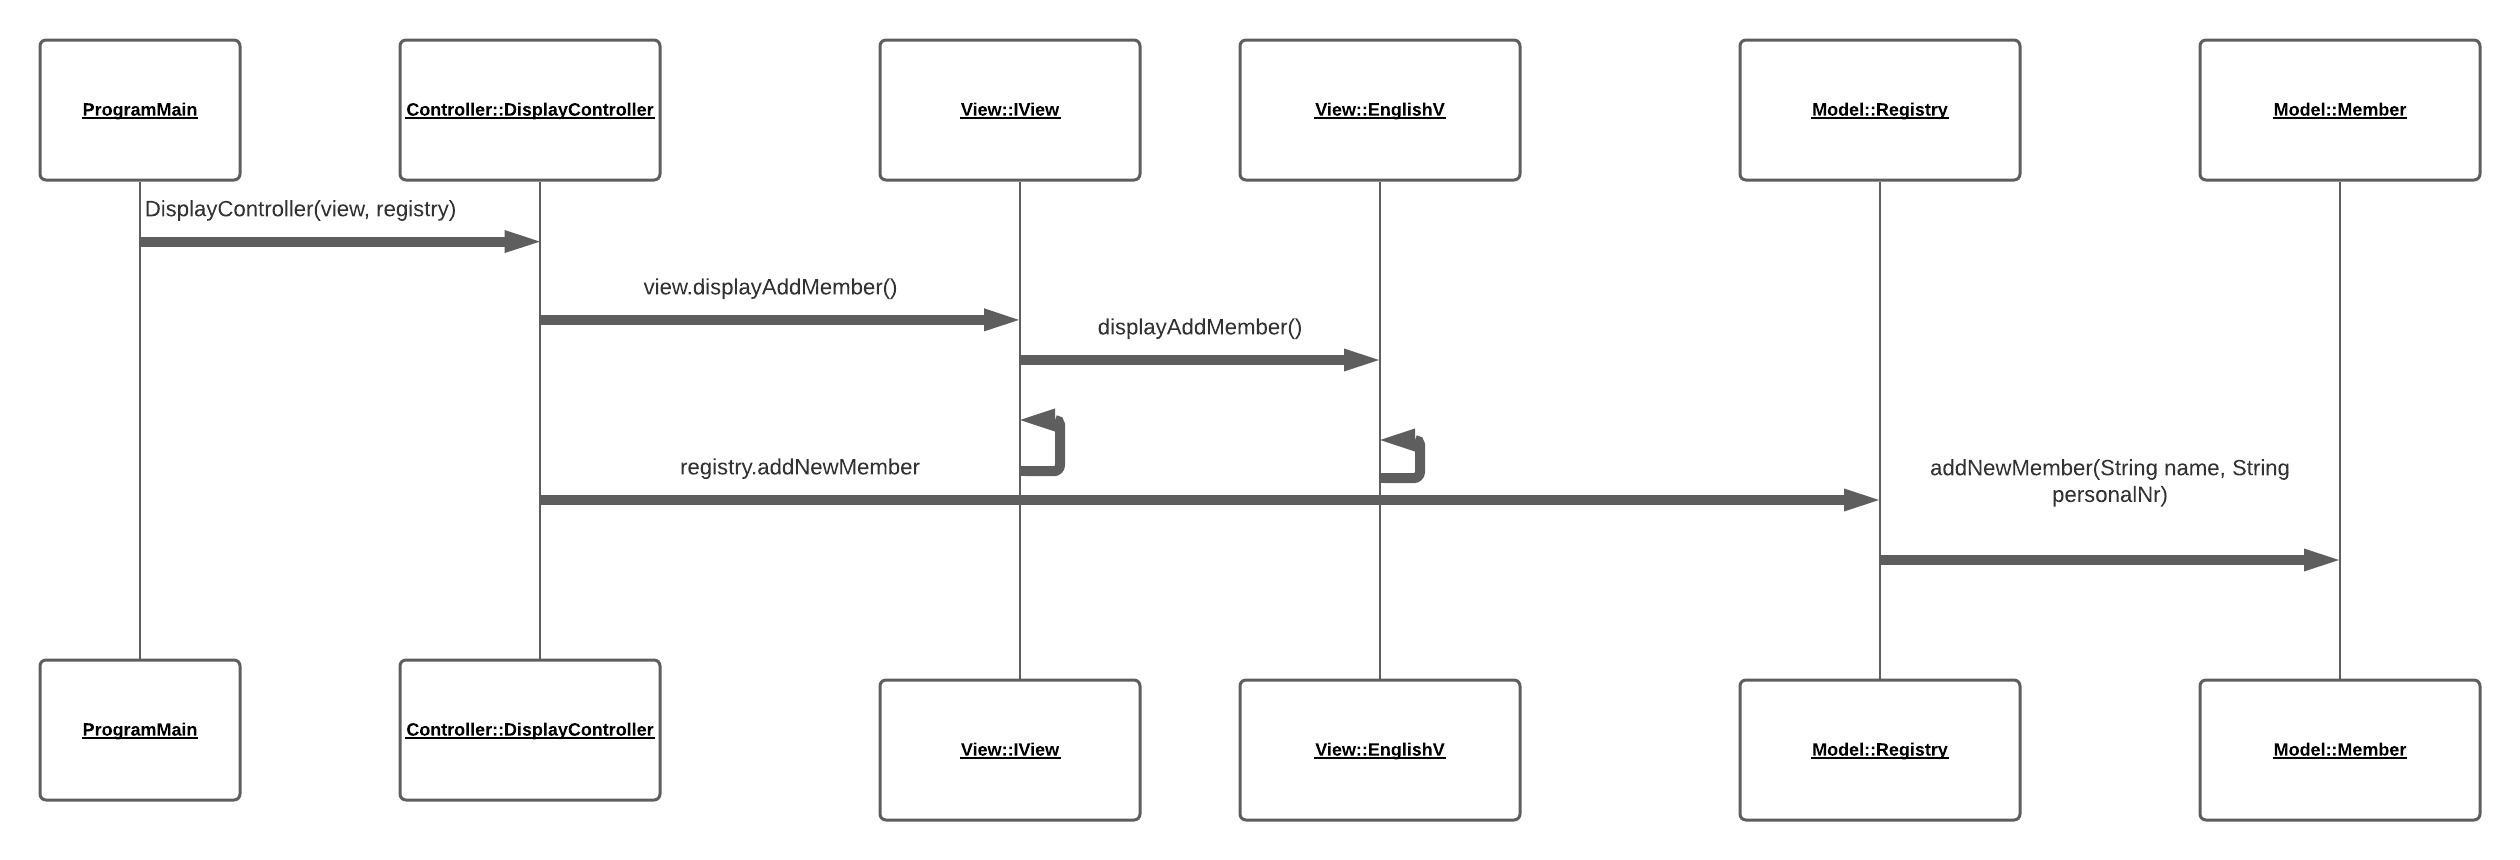 ProgramMain
Controller::DisplayController
View::IView
View::EnglishV
Model::Registry
Model::Member
DisplayController(view, registry)
view.displayAddMember()
displayAddMember()
registry.addNewMember
addNewMember(String name, String
personalNr)
ProgramMain
Controller::DisplayController
View::IView
View::EnglishV
Model::Registry
Model::Member